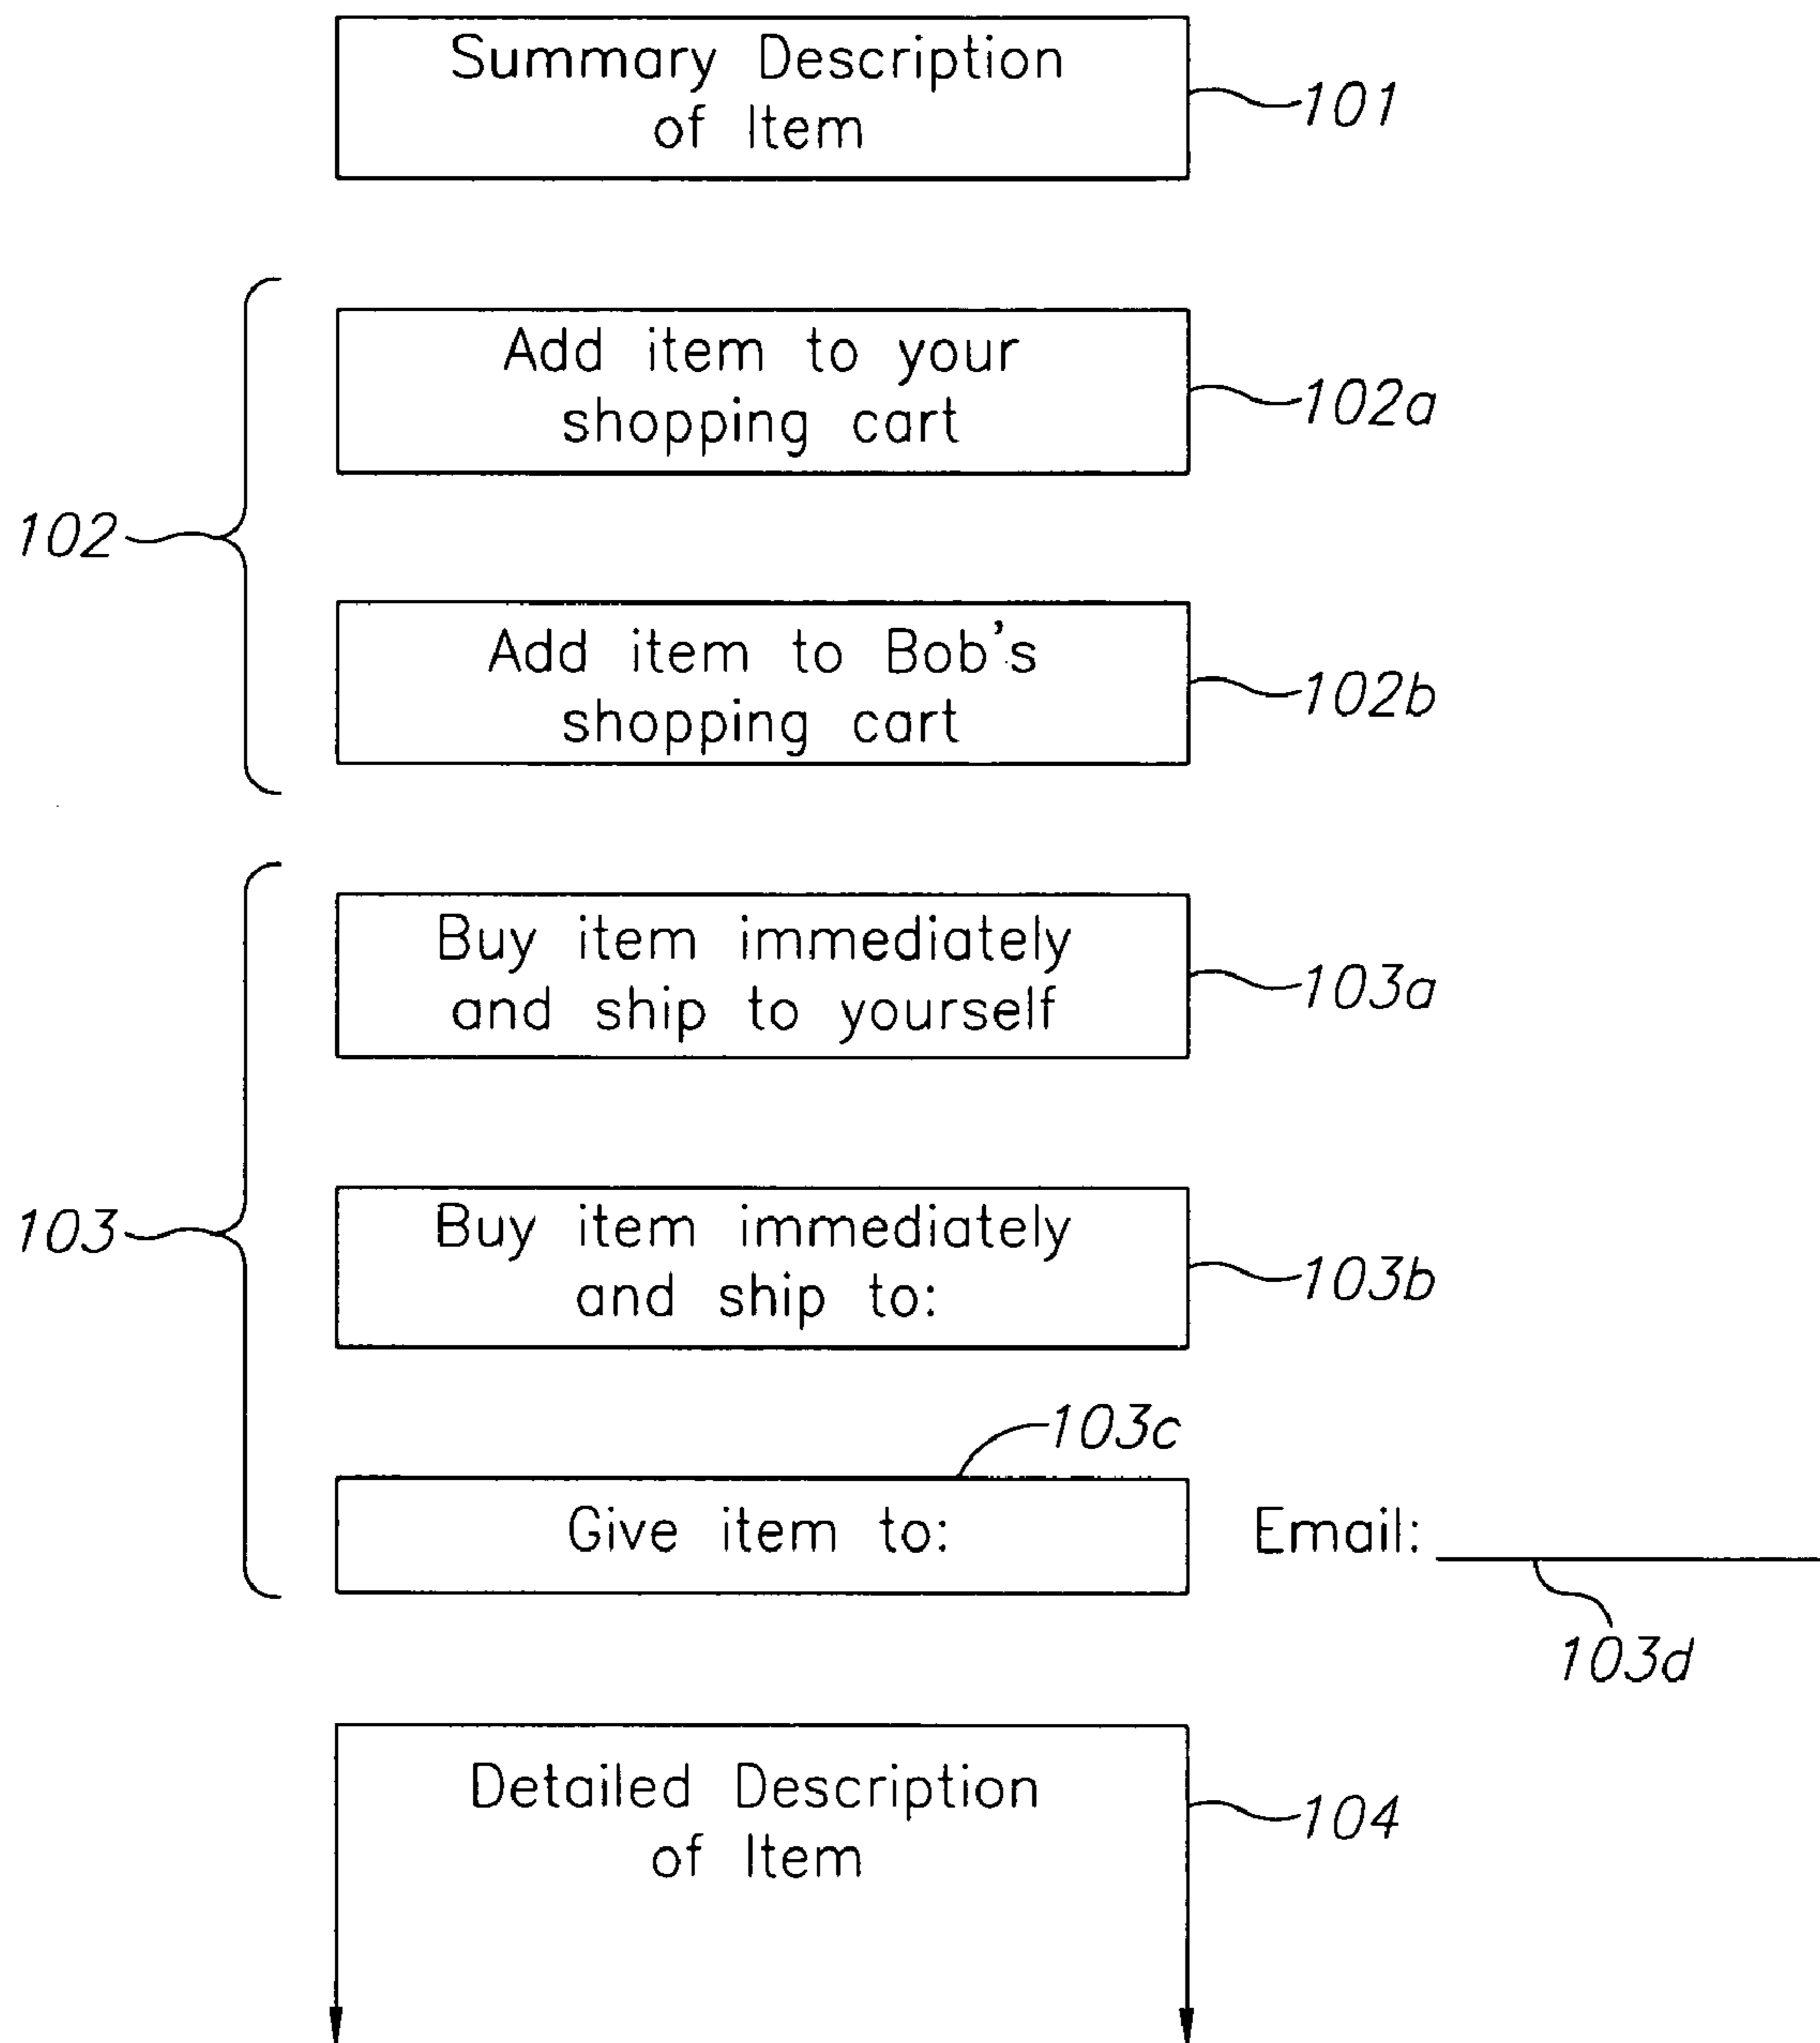 Summary Description
of Item
101
Add item to your
shopping cart
102a
102
Add item to Bob's
shopping cart
102b
Buy item immediately
and ship to yourself
103a
103
Buy item immediately
and ship to:
103b
103c
Give item to:
Email:
103d
Detailed Description
of Item
104